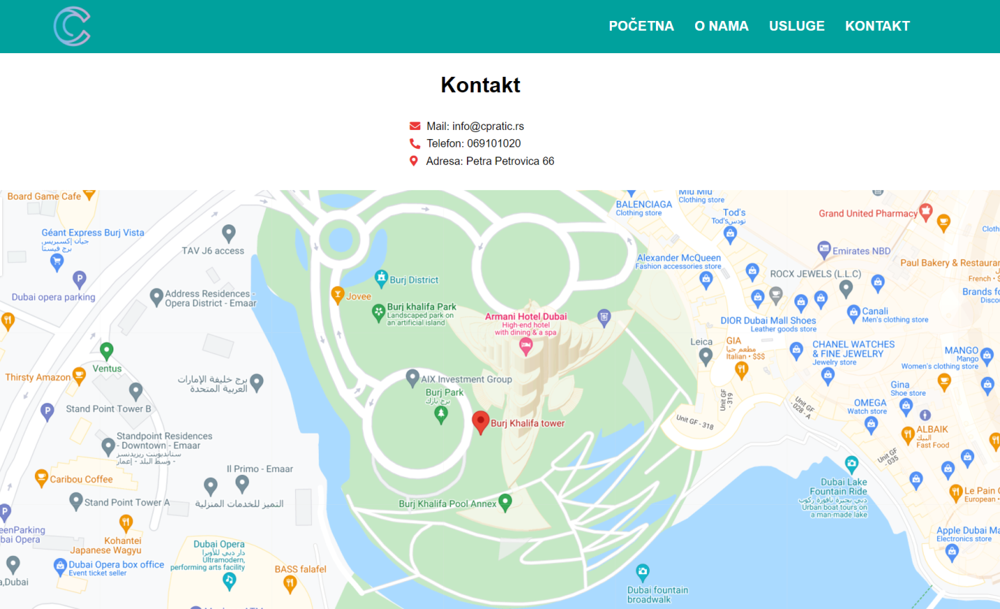 POČETNA
O NAMA
USLUGE
KONTAKT
Kontakt
Mail: info@cpratic.rs
Telefon: 069101020
Adresa: Petra Petrovica 66
Board Game Cafe
Géant Express Burj Vista
جيان إكسبريس
برج فيستا
TAV J6 access
Dubai opera parking
Address Residences -
Opera District - Emaar
Burj District
Jovee
Burj khalifa Park
Landscaped park on
an artificial island
Armani Hotel Dubai
High-end hotel
with dining & a spa
BALENCIAGA
Clothing store
Miu Miu
Clothing store
Tod's
Tod'sتودس
Grand United Pharmacy
Emirates NBD
Alexander McQueen
Fashion accessories store
ROCX JEWELS (L.L.C)
Paul Bakery & Restauran
French • $
Brands fo
Disco
Cloth
Canali
Men's clothing store
DIOR Dubai Mall Shoes
Leather goods store
Leica
GIA
مطعم جيا
Italian • $$$
CHANEL WATCHES
& FINE JEWELRY
Jewelry store
MANGO
Mango
Women's clothing store
Gina
Shoe store
OMEGA
Watch store
ALBAIK
البيك
Fast Food
Ventus
Thirsty Amazon
Stand Point Tower B
برج خليفة الإمارات
العربية المتحدة
AIX Investment Group
Burj Park
برج بارك
Burj Khalifa tower
Unit GF
- 319
Unit GF - 318
Unit GF
- 028 - A
Unit GF
- 035
Standpoint Residences
- Downtown - Emaar
ستاندبوينت ريزيدنسز
- وسط البلد - إعمار
Il Primo - Emaar
Caribou Coffee
Stand Point Tower A
التميز للخدمات المنزلية
Burj Khalifa Pool Annex
Dubai Lake
Fountain Ride
دبي بحيرة نافورة ركوب
Urban boat tours on
a man-made lake
Le Pain Q
European •
Apple Dubai Ma
Electronics store
eenParking
bai Opera
Kohantei
Japanese Wagyu
Dubai Opera
دار دبي للأوبرا
Ultramodern,
performing arts facility
Dubai Opera box office
Event ticket seller
BASS falafel
a,Dubai
Dubai fountain
broadwalk